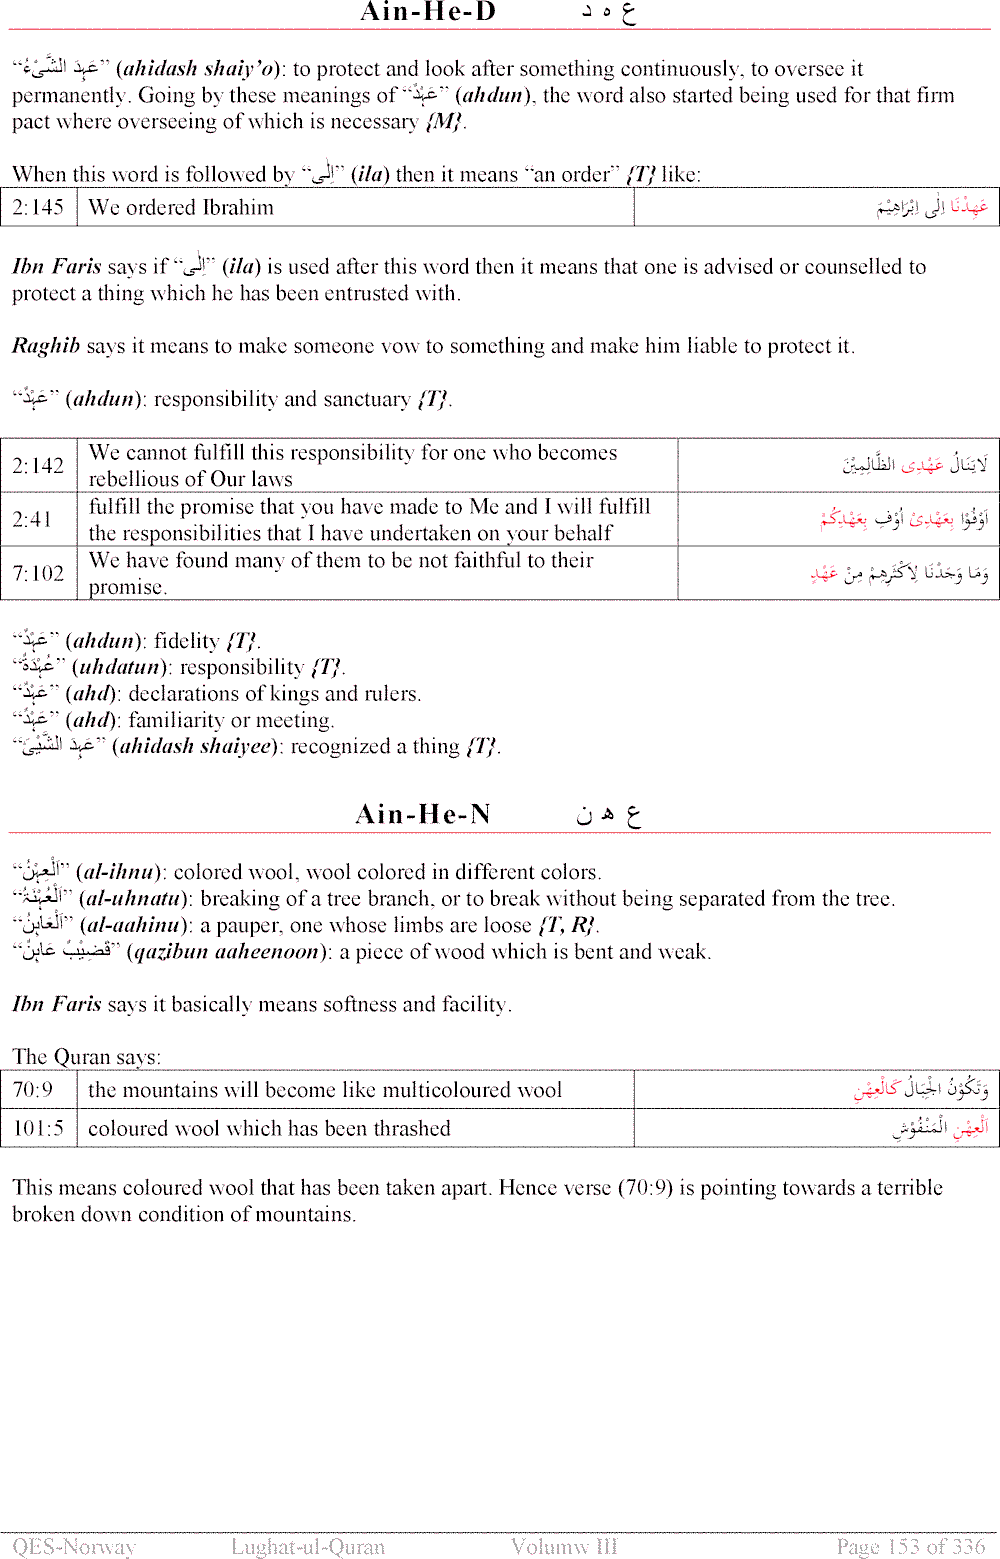 Ain-He-D ع ہ د
“عَہِدَ الشَّیْءُ” (ahidash shaiy’o): to protect and look after something continuously, to oversee it
permanently. Going by these meanings of “عَہْدٌ” (ahdun), the word also started being used for that firm
pact where overseeing of which is necessary {M}.
When this word is followed by “اِلٰی” (ila) then it means “an order” {T} like:
2:145 We ordered Ibrahim عَهِدْنَا اِلٰى اِبْرَاهِيْمَ
Ibn Faris says if “اِلٰی” (ila) is used after this word then it means that one is advised or counselled to
protect a thing which he has been entrusted with.
Raghib says it means to make someone vow to something and make him liable to protect it.
“عَہْدٌ” (ahdun): responsibility and sanctuary {T}.
2:142 We cannot fulfill this responsibility for one who becomes
rebellious of Our laws لَايَنَالُ عَهْدِى الظَّالِمِيْنَ
2:41 fulfill the promise that you have made to Me and I will fulfill
the responsibilities that I have undertaken on your behalf اَوْفُوْا بِعَهْدِىْ اُوْفِ بِعَهْدِكُمْ
7:102 We have found many of them to be not faithful to their
promise. وَمَا وَجَدْنَا لِاَكْثَرِهِمْ مِنْ عَهْدٍ
“عَہْدٌ” (ahdun): fidelity {T}.
“عُہْدَۃٌ” (uhdatun): responsibility {T}.
“عَہْدٌ” (ahd): declarations of kings and rulers.
“عَہْدٌ” (ahd): familiarity or meeting.
“عَہِدَ الشَّیْیَٔ” (ahidash shaiyee): recognized a thing {T}.
Ain-He-N ع ھ ن
“اَلْعِہْنُ” (al-ihnu): colored wool, wool colored in different colors.
“اَلْعُہْنَۃُ” (al-uhnatu): breaking of a tree branch, or to break without being separated from the tree.
“اَلْعَاہِنُ” (al-aahinu): a pauper, one whose limbs are loose {T, R}.
“قَضِیْبٌ عَاہِنٌ” (qazibun aaheenoon): a piece of wood which is bent and weak.
Ibn Faris says it basically means softness and facility.
The Quran says:
70:9 the mountains will become like multicoloured wool وَتَكُوْنُ الْجِبَالُ كَالْعِهْنِ
101:5 coloured wool which has been thrashed اَلْعِهْنِ الْمَنْفُوْشِ
This means coloured wool that has been taken apart. Hence verse (70:9) is pointing towards a terrible
broken down condition of mountains.
QES-Norway Lughat-ul-Quran Volumw III Page 153 of 336